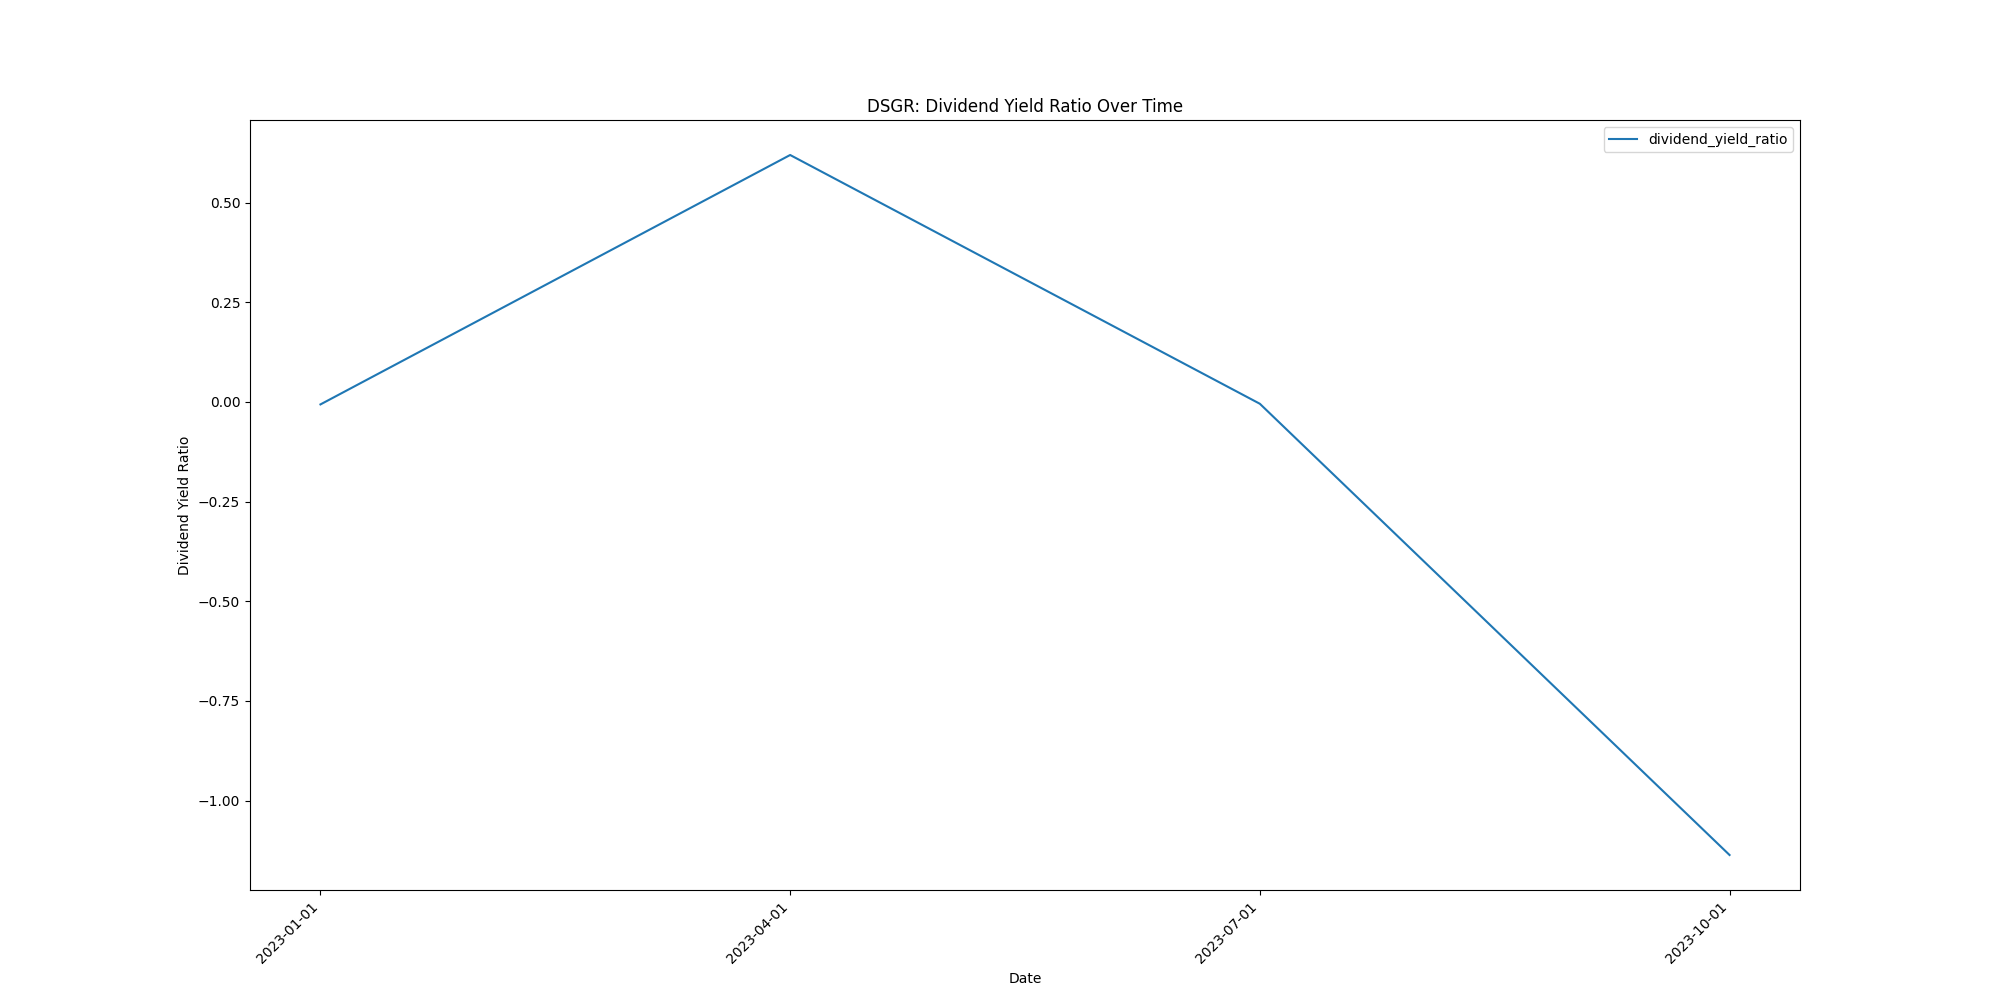 DSGR: Dividend Yield Ratio Over Time
dividend_yield_ratio
0.50
0.25
0.00
−0.25
−0.50
−0.75
−1.00
Dividend Yield Ratio
2023-01-01
2023-04-01
2023-07-01
2023-10-01
Date